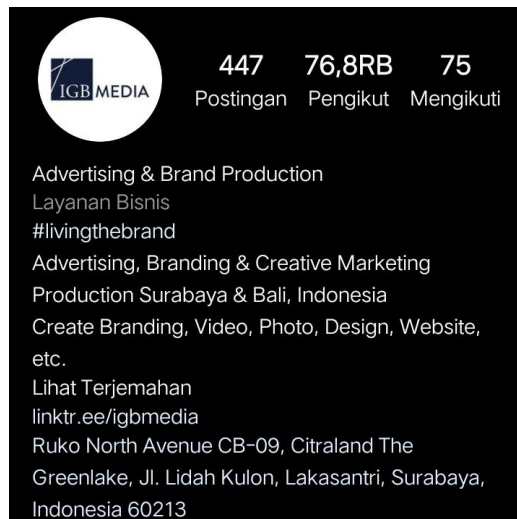 IGB MEDIA
447 76,8RB 75
Postingan Pengikut Mengikuti
Advertising & Brand Production
Layanan Bisnis
#livingthebrand
Advertising, Branding & Creative Marketing
Production Surabaya & Bali, Indonesia
Create Branding, Video, Photo, Design, Website,
etc.
Lihat Terjemahan
linktr.ee/igbmedia
Ruko North Avenue CB-09, Citraland The
Greenlake, Jl. Lidah Kulon, Lakasantri, Surabaya,
Indonesia 60213